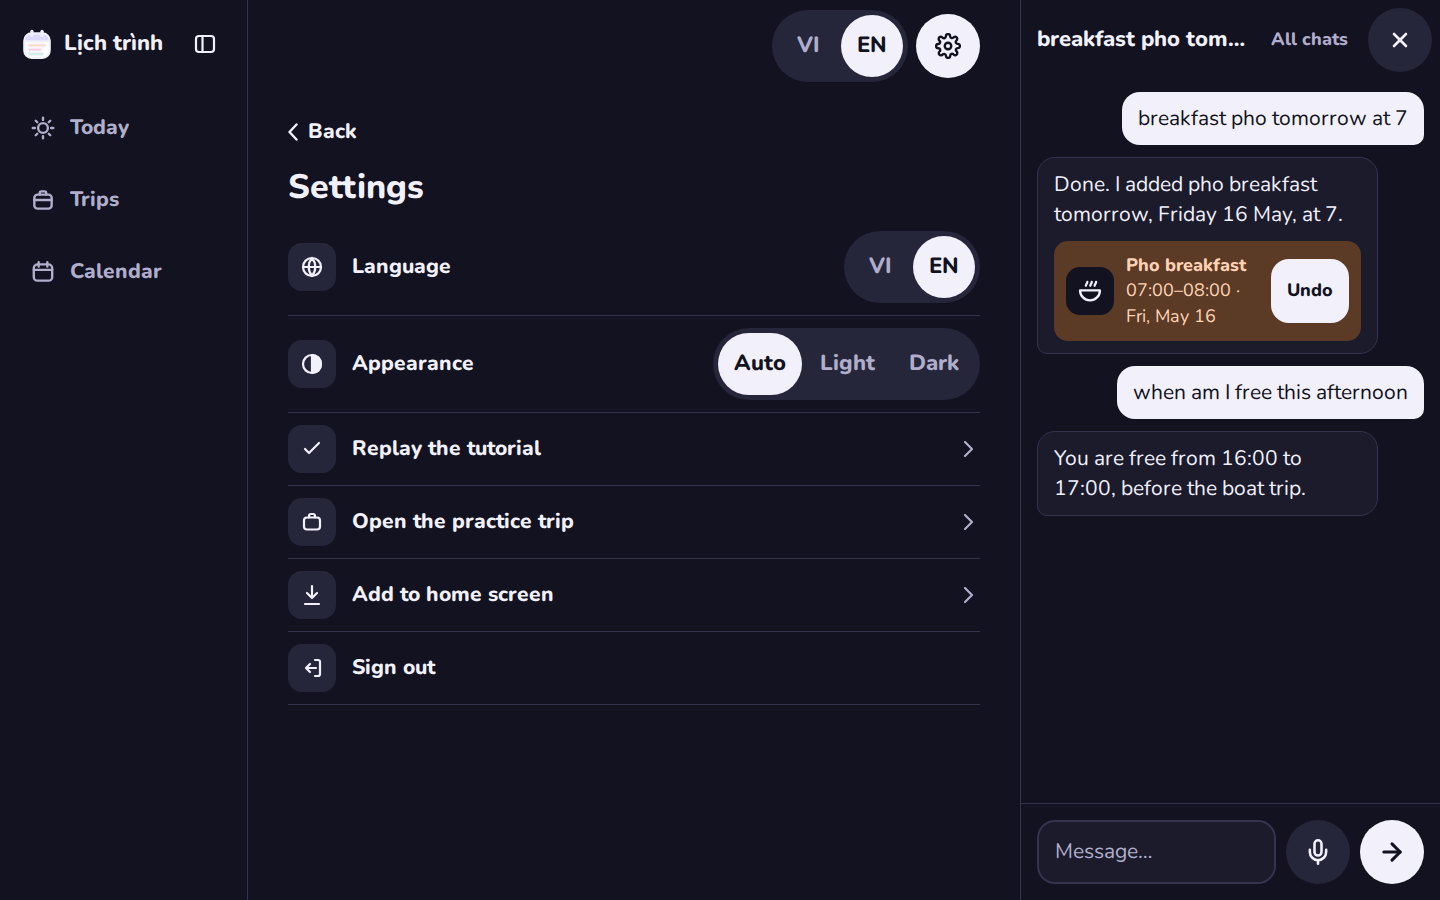 Lịch trình
Today
Trips
Calendar
VI EN
Back
Settings
Language
VI EN
Appearance
Auto Light Dark
Replay the tutorial
Open the practice trip
Add to home screen
Sign out
breakfast pho tom... All chats
breakfast pho tomorrow at 7
Done. I added pho breakfast
tomorrow, Friday 16 May, at 7.
Pho breakfast
07:00–08:00 ·
Fri, May 16
Undo
when am I free this afternoon
You are free from 16:00 to
17:00, before the boat trip.
Message...